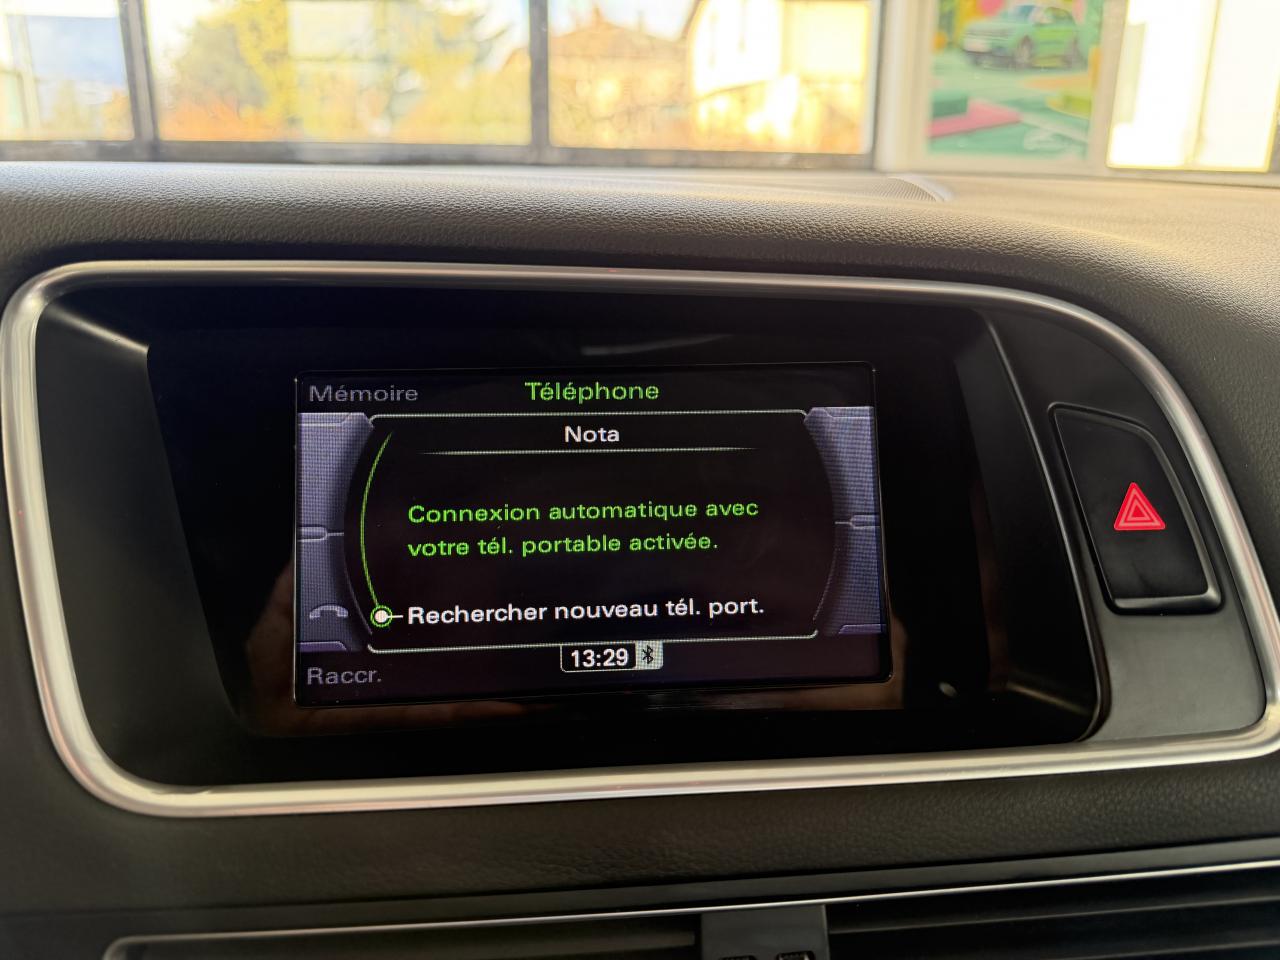 Mémoire
Téléphone
Nota
Connexion automatique avec
votre tél. portable activée.
Rechercher nouveau tél. port.
13:29
Raccr.